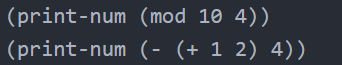 (print-num (mod 10 4))
(print-num (- (+ 1 2) 4))